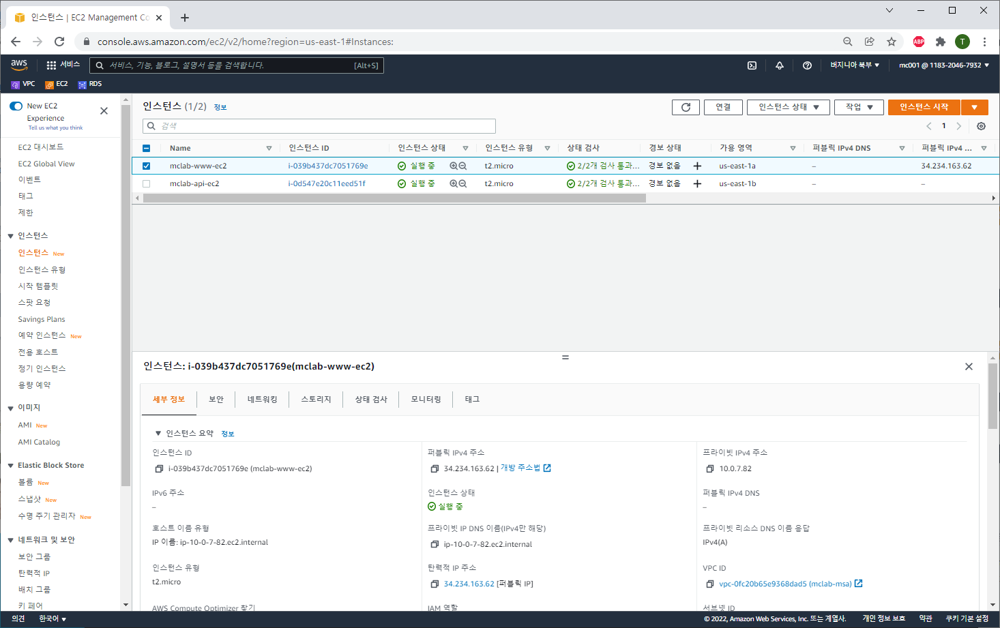 인스턴스 | EC2 Management Co
console.aws.amazon.com/ec2/v2/home?region=us-east-1#Instances:
ABP
T
aws
서비스
서비스, 기능, 블로그, 설명서 등을 검색합니다. [Alt+S]
버지니아 북부 ▼
mc001 @ 1183-2046-7932 ▼
VPC EC2 RDS
New EC2
Experience
Tell us what you think
EC2 대시보드
EC2 Global View
이벤트
태그
제한
▼ 인스턴스
인스턴스 New
인스턴스 유형
시작 템플릿
스팟 요청
Savings Plans
예약 인스턴스 New
전용 호스트
정기 인스턴스
용량 예약
▼ 이미지
AMI New
AMI Catalog
▼ Elastic Block Store
볼륨 New
스냅샷 New
수명 주기 관리자 New
▼ 네트워크 및 보안
보안 그룹
탄력적 IP
배치 그룹
키 페어
인스턴스 (1/2) 정보
연결 인스턴스 상태 ▼ 작업 ▼ 인스턴스 시작 ▼
검색
1
Name 인스턴스 ID 인스턴스 상태 인스턴스 유형 상태 검사 경보 상태 가용 영역 퍼블릭 IPv4 DNS 퍼블릭 IPv4 ...
mclab-www-ec2 i-039b437dc7051769e 실행 중 t2.micro 2/2개 검사 통과... 경보 없음 + us-east-1a – 34.234.163.62
mclab-api-ec2 i-0d547e20c11eed51f 실행 중 t2.micro 2/2개 검사 통과... 경보 없음 + us-east-1b – –
인스턴스: i-039b437dc7051769e(mclab-www-ec2)
세부 정보 보안 네트워킹 스토리지 상태 검사 모니터링 태그
▼ 인스턴스 요약 정보
인스턴스 ID
i-039b437dc7051769e (mclab-www-ec2)
퍼블릭 IPv4 주소
34.234.163.62 | 개방 주소법
프라이빗 IPv4 주소
10.0.7.82
IPv6 주소
–
인스턴스 상태
실행 중
퍼블릭 IPv4 DNS
–
호스트 이름 유형
IP 이름: ip-10-0-7-82.ec2.internal
프라이빗 IP DNS 이름(IPv4만 해당)
ip-10-0-7-82.ec2.internal
프라이빗 리소스 DNS 이름 응답
IPv4(A)
인스턴스 유형
t2.micro
탄력적 IP 주소
34.234.163.62 [퍼블릭 IP]
VPC ID
vpc-0fc20b65e9368dad5 (mclab-msa)
AWS Compute Optimizer 찾기
IAM 역할
서브넷 ID
의견 한국어 ▼
© 2022, Amazon Web Services, Inc. 또는 계열사. 개인 정보 보호 약관 쿠키 기본 설정